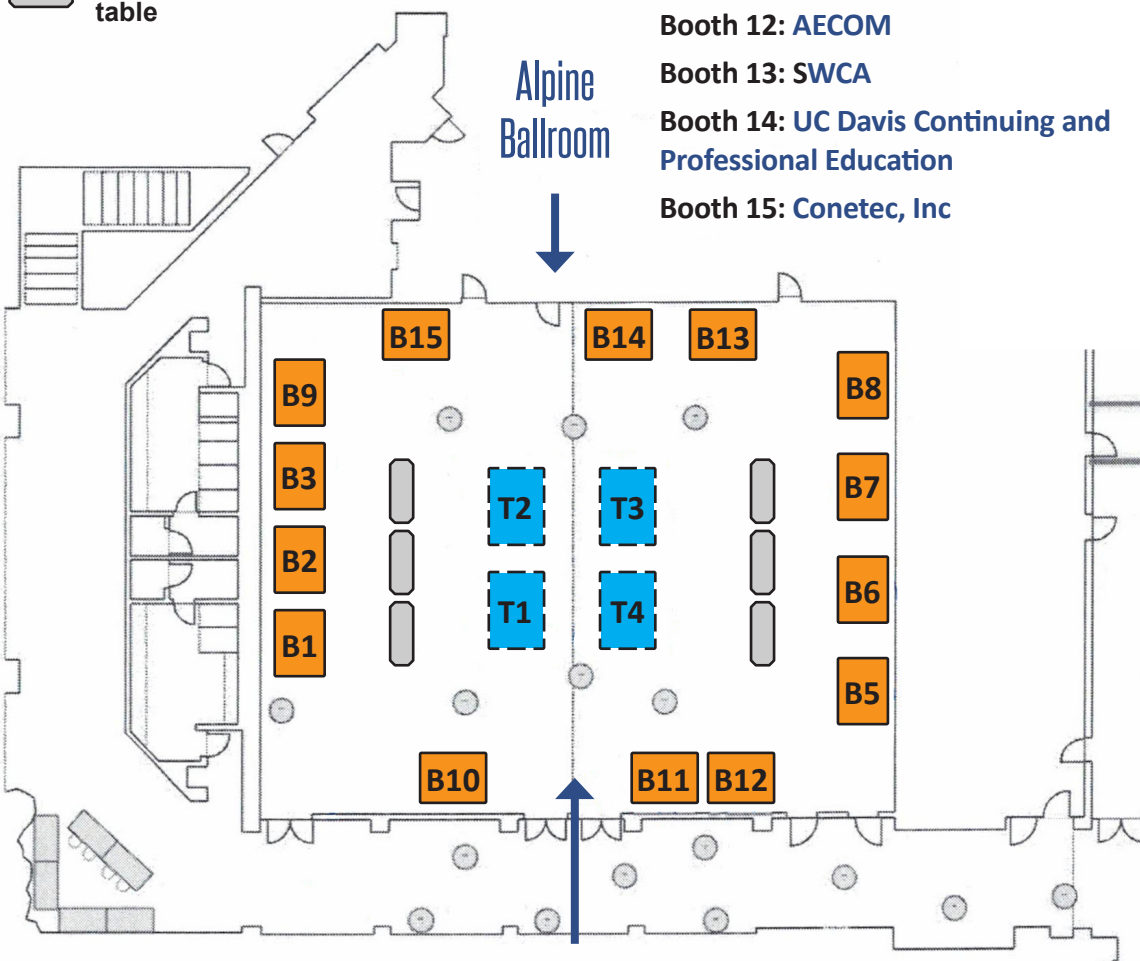 table
Booth 12: AECOM
Booth 13: SWCA
Booth 14: UC Davis Continuing and
Professional Education
Booth 15: Conetec, Inc
Alpine
Ballroom
B15
B14
B13
B9
B8
B3
B7
T2
T3
B2
B6
T1
T4
B1
B5
B10
B11
B12